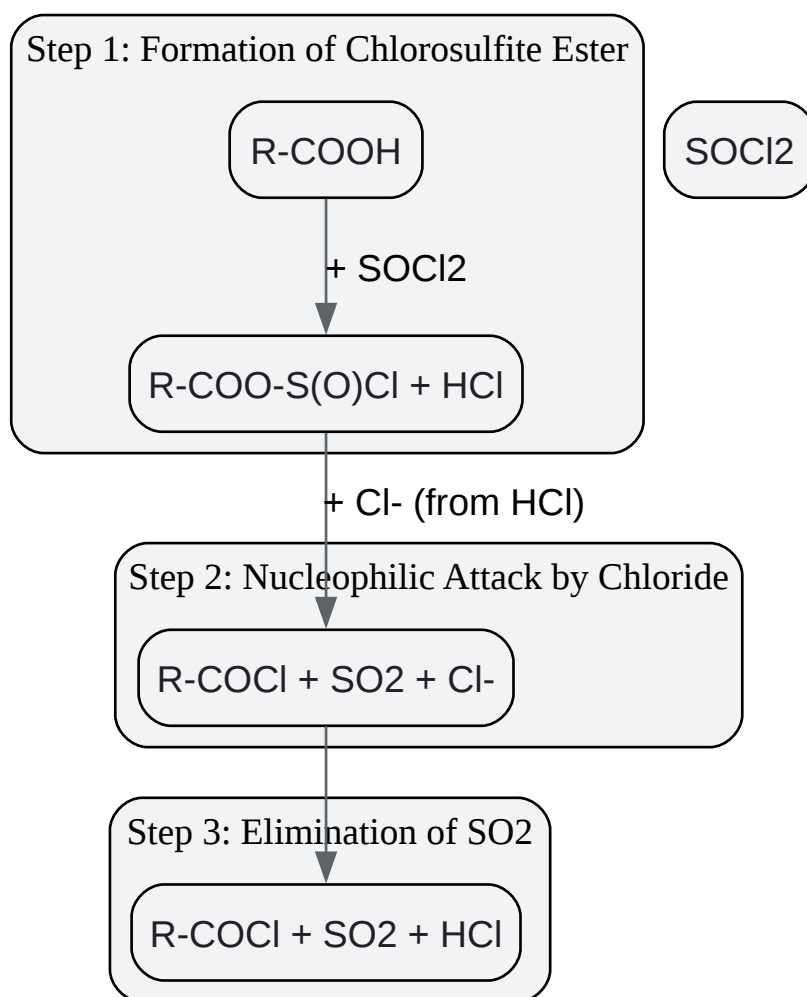 Step 1: Formation of Chlorosulfite Ester
R-COOH
SOCl2
+ SOCl2
R-COO-S(O)Cl + HCl
+ Cl- (from HCl)
Step 2: Nucleophilic Attack by Chloride
R-COCl + SO2 + Cl-
Step 3: Elimination of SO2
R-COCl + SO2 + HCl